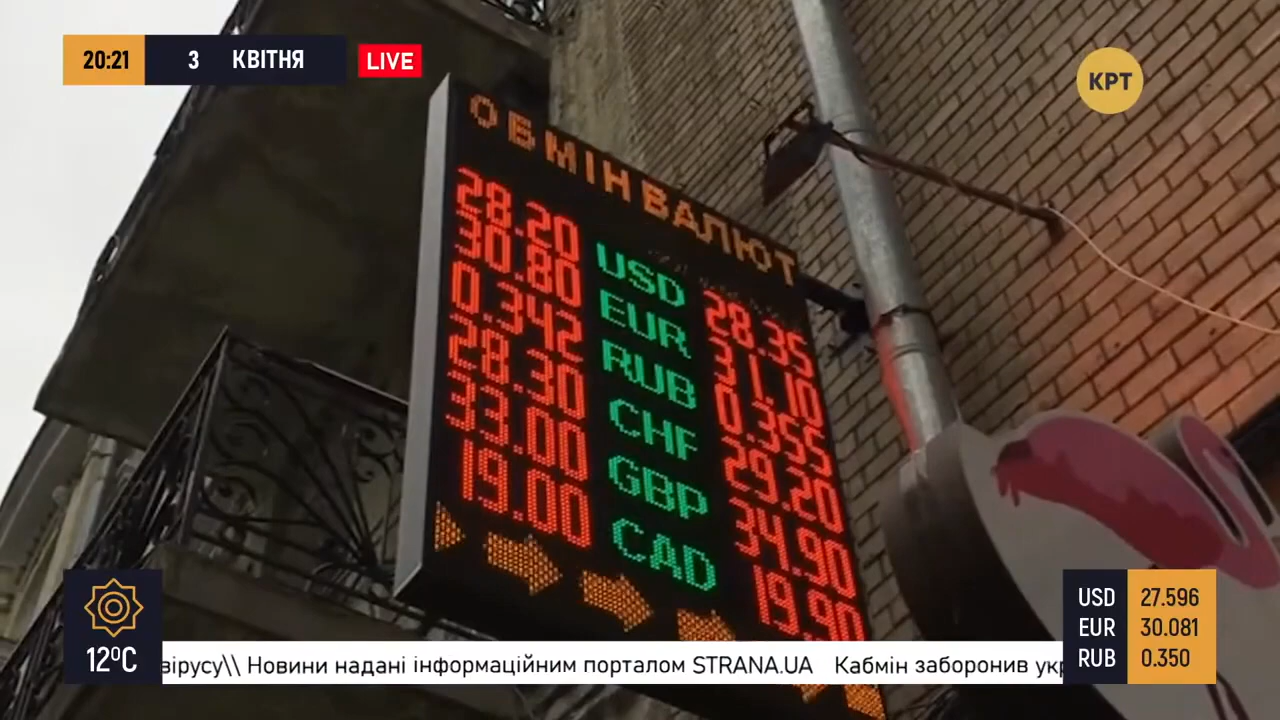 20:21 3 КВІТНЯ LIVE
КРТ
ОБМІН ВАЛЮТ
28.20 USD 28.35
30.80 EUR 31.10
0.342 RUB 0.355
28.30 CHF 29.20
33.00 GBP 34.90
19.00 CAD 19.90
USD 27.596
EUR 30.081
RUB 0.350
12°C
вірусу\\ Новини надані інформаційним порталом STRANA.UA Кабмін заборонив укр